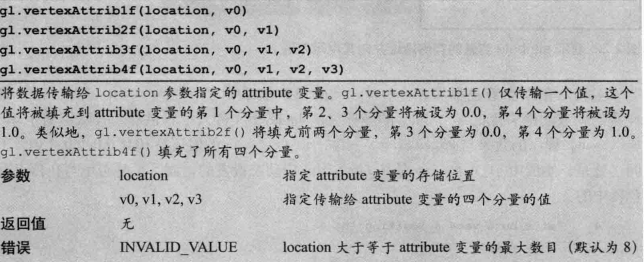 gl.vertexAttrib1f(location, v0)
gl.vertexAttrib2f(location, v0, v1)
gl.vertexAttrib3f(location, v0, v1, v2)
gl.vertexAttrib4f(location, v0, v1, v2, v3)
将数据传输给 location 参数指定的 attribute 变量。gl.vertexAttrib1f() 仅传输一个值，这个
值将被填充到 attribute 变量的第 1 个分量中，第 2、3 个分量将被设为 0.0，第 4 个分量将被设为
1.0。类似地，gl.vertexAttrib2f() 将填充前两个分量，第 3 个分量为 0.0，第 4 个分量为 1.0。
gl.vertexAttrib4f() 填充了所有四个分量。
参数 location 指定 attribute 变量的存储位置
v0, v1, v2, v3 指定传输给 attribute 变量的四个分量的值
返回值 无
错误 INVALID_VALUE location 大于等于 attribute 变量的最大数目（默认为 8）